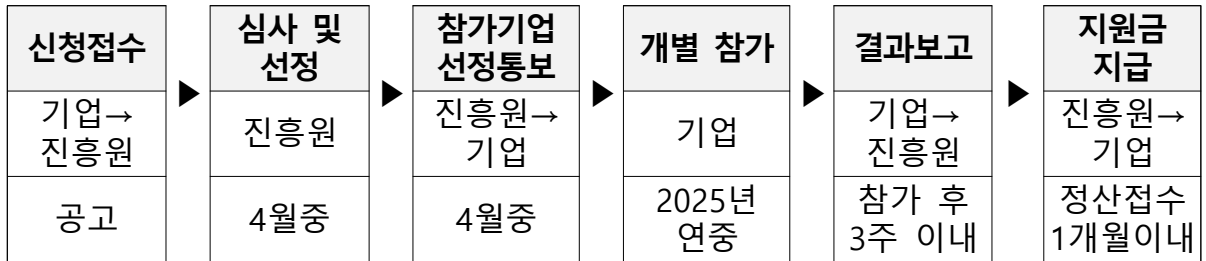 신청접수
기업→
진흥원
공고
▶
심사 및
선정
진흥원
4월중
▶
참가기업
선정통보
진흥원→
기업
4월중
▶
개별 참가
기업
2025년
연중
▶
결과보고
기업→
진흥원
참가 후
3주 이내
▶
지원금
지급
진흥원→
기업
정산접수
1개월이내